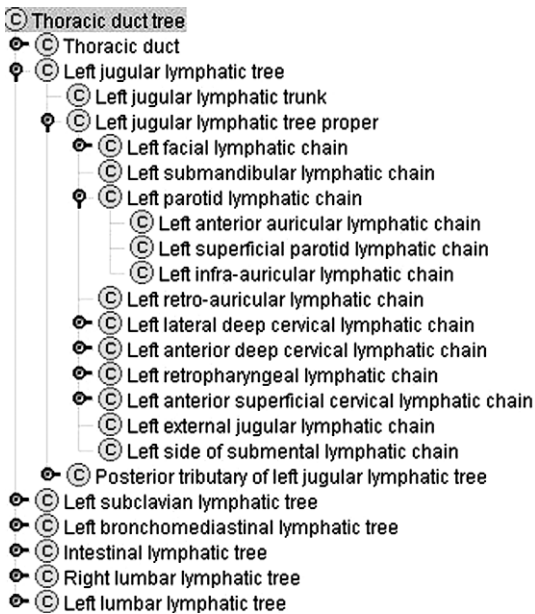 C Thoracic duct tree
C Thoracic duct
C Left jugular lymphatic tree
C Left jugular lymphatic trunk
C Left jugular lymphatic tree proper
C Left facial lymphatic chain
C Left submandibular lymphatic chain
C Left parotid lymphatic chain
C Left anterior auricular lymphatic chain
C Left superficial parotid lymphatic chain
C Left infra-auricular lymphatic chain
C Left retro-auricular lymphatic chain
C Left lateral deep cervical lymphatic chain
C Left anterior deep cervical lymphatic chain
C Left retropharyngeal lymphatic chain
C Left anterior superficial cervical lymphatic chain
C Left external jugular lymphatic chain
C Left side of submental lymphatic chain
C Posterior tributary of left jugular lymphatic tree
C Left subclavian lymphatic tree
C Left bronchomediastinal lymphatic tree
C Intestinal lymphatic tree
C Right lumbar lymphatic tree
C Left lumbar lymphatic tree